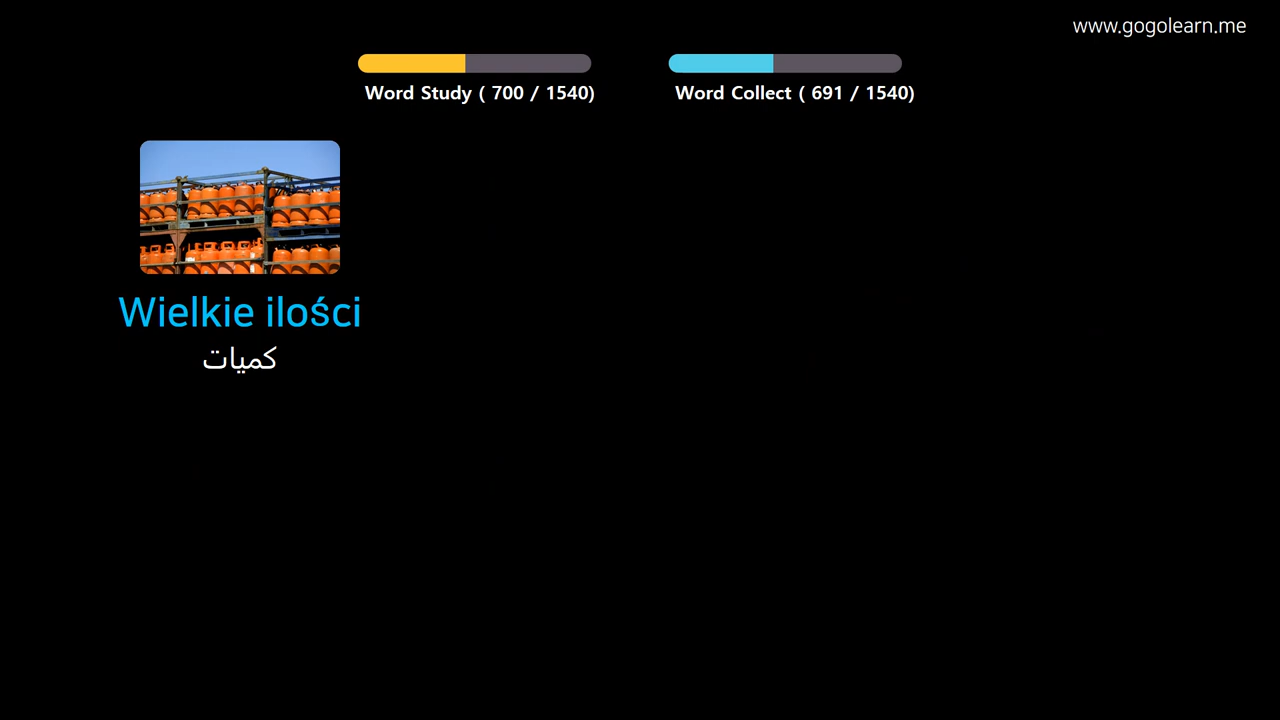 www.gogolearn.me
Word Study ( 700 / 1540)
Word Collect ( 691 / 1540)
Wielkie ilości
كميات